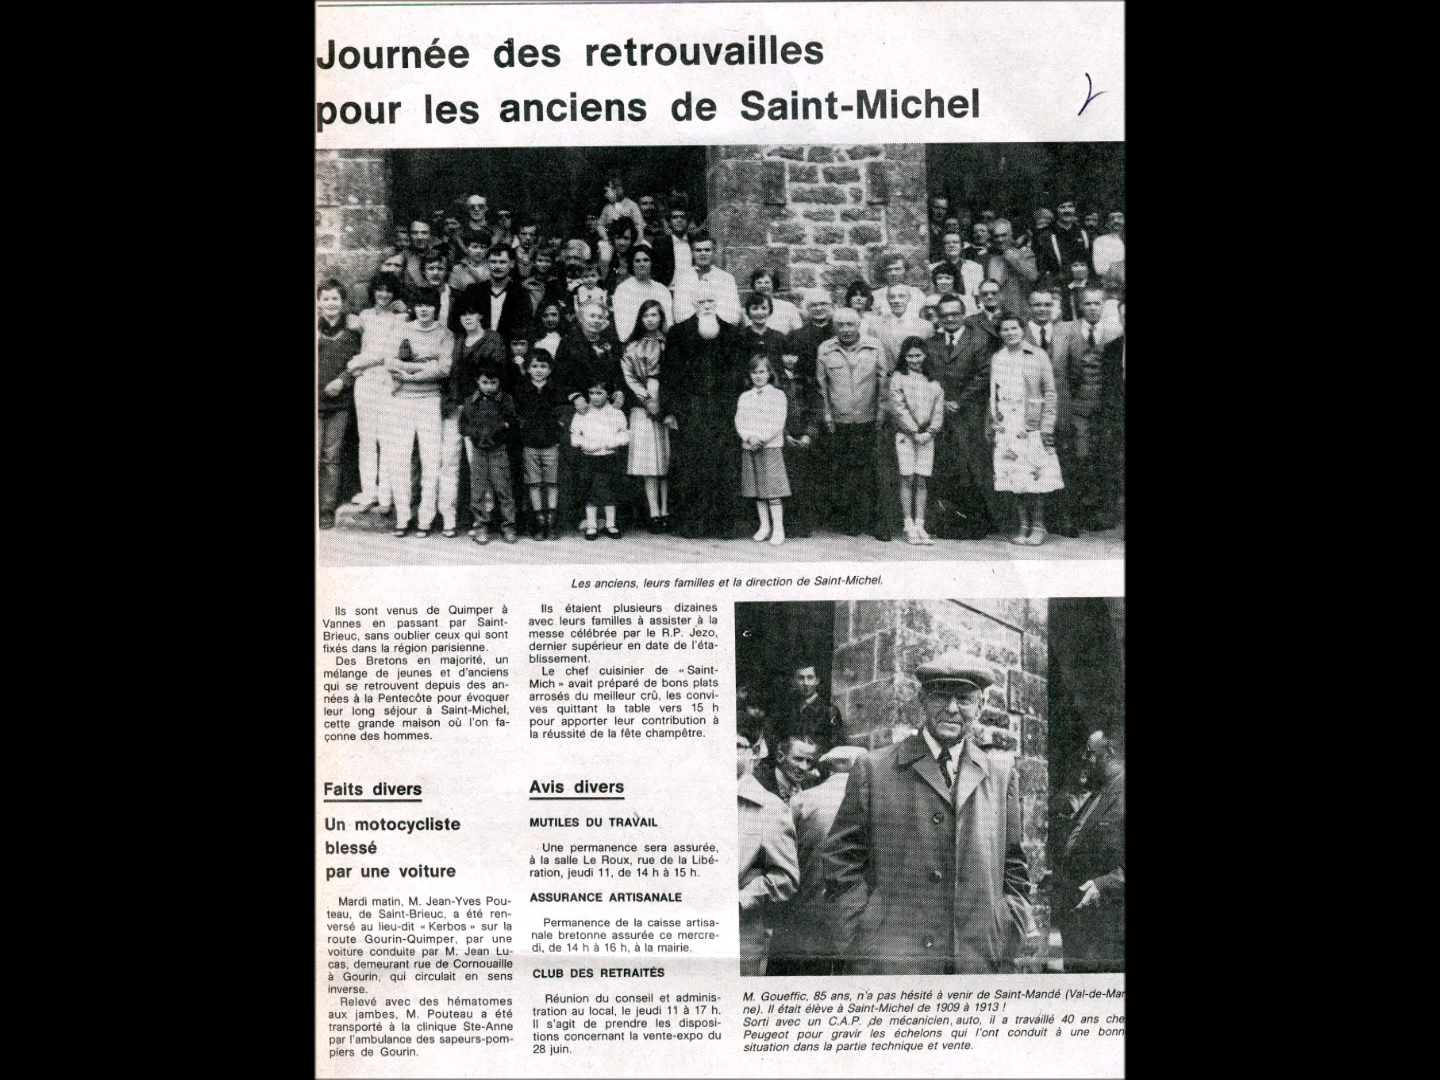 Journée des retrouvailles
pour les anciens de Saint-Michel
Les anciens, leurs familles et la direction de Saint-Michel.
Ils sont venus de Quimper à
Vannes en passant par Saint-
Brieuc, sans oublier ceux qui sont
fixés dans la région parisienne.
Des Bretons en majorité, un
mélange de jeunes et d'anciens
qui se retrouvent depuis des an-
nées à la Pentecôte pour évoquer
leur long séjour à Saint-Michel,
cette grande maison où l'on fa-
çonne des hommes.
Ils étaient plusieurs dizaines
avec leurs familles à assister à la
messe célébrée par le R.P. Jezo,
dernier supérieur en date de l'éta-
blissement.
Le chef cuisinier de « Saint-
Mich » avait préparé de bons plats
arrosés du meilleur crû, les convi-
ves quittant la table vers 15 h
pour apporter leur contribution à
la réussité de la fête champêtre.
Faits divers
Un motocycliste
blessé
par une voiture
Mardi matin, M. Jean-Yves Pou-
teau, de Saint-Brieuc, a été ren-
versé au lieu-dit « Kerbos » sur la
route Gourin-Quimper, par une
voiture conduite par M. Jean Lu-
cas, demeurant rue de Cornouaille
à Gourin, qui circulait en sens
inverse.
Relevé avec des hématomes
aux jambes, M. Pouteau a été
transporté à la clinique Ste-Anne
par l'ambulance des sapeurs-pom-
piers de Gourin.
Avis divers
MUTILES DU TRAVAIL
Une permanence sera assurée,
à la salle Le Roux, rue de la Libé-
ration, jeudi 11, de 14 h à 15 h.
ASSURANCE ARTISANALE
Permanence de la caisse artisa-
nale bretonne assurée ce mercre-
di, de 14 h à 16 h, à la mairie.
CLUB DES RETRAITÉS
Réunion du conseil et adminis-
tration au local, le jeudi 11 à 17 h.
Il s'agit de prendre les disposi-
tions concernant la vente-expo du
28 juin.
M. Goueffic, 85 ans, n'a pas hésité à venir de Saint-Mandé (Val-de-Mar
ne). Il était élève à Saint-Michel de 1909 à 1913 !
Sorti avec un C.A.P. de mécanicien auto, il a travaillé 40 ans che
Peugeot pour gravir les échelons qui l'ont conduit à une bonn
situation dans la partie technique et vente.